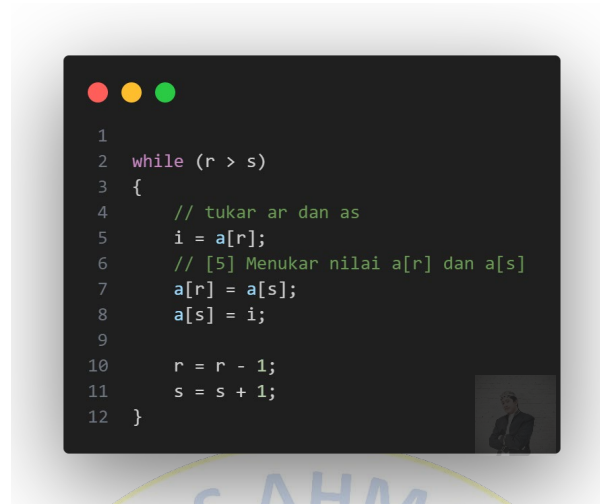 1
2 while (r > s)
3 {
4 // tukar ar dan as
5 i = a[r];
6 // [5] Menukar nilai a[r] dan a[s]
7 a[r] = a[s];
8 a[s] = i;
9
10 r = r - 1;
11 s = s + 1;
12 }
S AHM